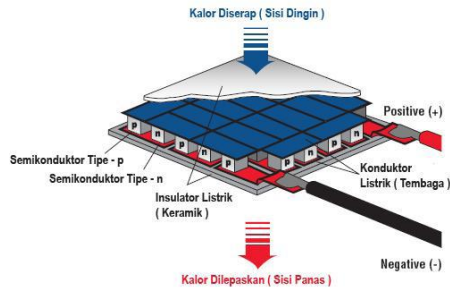 Kalor Diserap ( Sisi Dingin )
Positive (+)
p
n
p
n
p
n
p
p
n
p
n
Semikonduktor Tipe - p
Semikonduktor Tipe - n
Insulator Listrik
( Keramik )
Konduktor
Listrik ( Tembaga )
Negative (-)
Kalor Dilepaskan ( Sisi Panas )